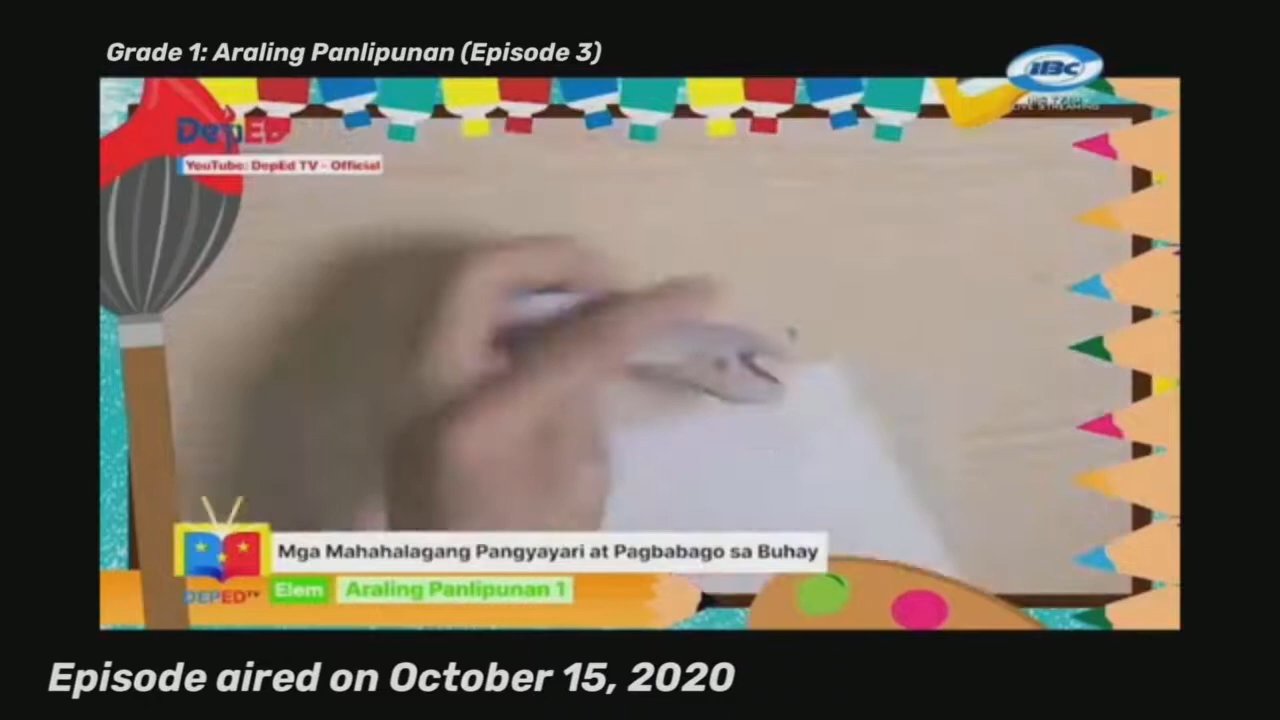 Grade 1: Araling Panlipunan (Episode 3)
IBC
DepED
YouTube: DepEd TV - Official
Mga Mahahalagang Pangyayari at Pagbabago sa Buhay
DEPED TV
Elem Araling Panlipunan 1
Episode aired on October 15, 2020